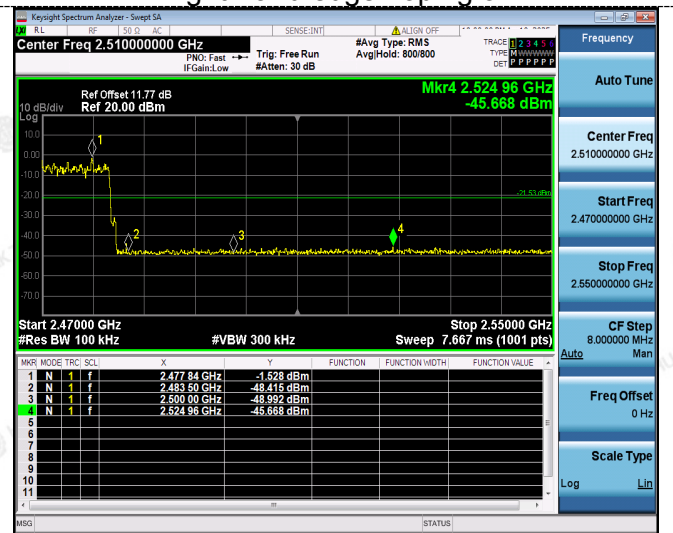 Keysight Spectrum Analyzer - Swept SA
LXI RL RF 50 Ω AC SENSE:INT ALIGN OFF
Center Freq 2.510000000 GHz
PNO: Fast
IFGain:Low
Trig: Free Run
#Atten: 30 dB
#Avg Type: RMS
Avg|Hold: 800/800
TRACE 1 2 3 4 5 6
TYPE M WWWWW
DET P P P P P P
Frequency
Auto Tune
Center Freq
2.510000000 GHz
Start Freq
2.470000000 GHz
Stop Freq
2.550000000 GHz
CF Step
8.000000 MHz
Auto Man
Freq Offset
0 Hz
Scale Type
Log Lin
Mkr4 2.524 96 GHz
-45.668 dBm
Ref Offset 11.77 dB
10 dB/div Ref 20.00 dBm
Log
10.0
0.00
-10.0
-20.0
-30.0
-40.0
-50.0
-60.0
-70.0
1
2
3
4
-21.53 dBm
Start 2.47000 GHz Stop 2.55000 GHz
#Res BW 100 kHz #VBW 300 kHz Sweep 7.667 ms (1001 pts)
MKR MODE TRC SCL X Y FUNCTION FUNCTION WIDTH FUNCTION VALUE
1 N 1 f 2.477 84 GHz -1.528 dBm
2 N 1 f 2.483 50 GHz -48.415 dBm
3 N 1 f 2.500 00 GHz -48.992 dBm
4 N 1 f 2.524 96 GHz -45.668 dBm
5
6
7
8
9
10
11
MSG STATUS